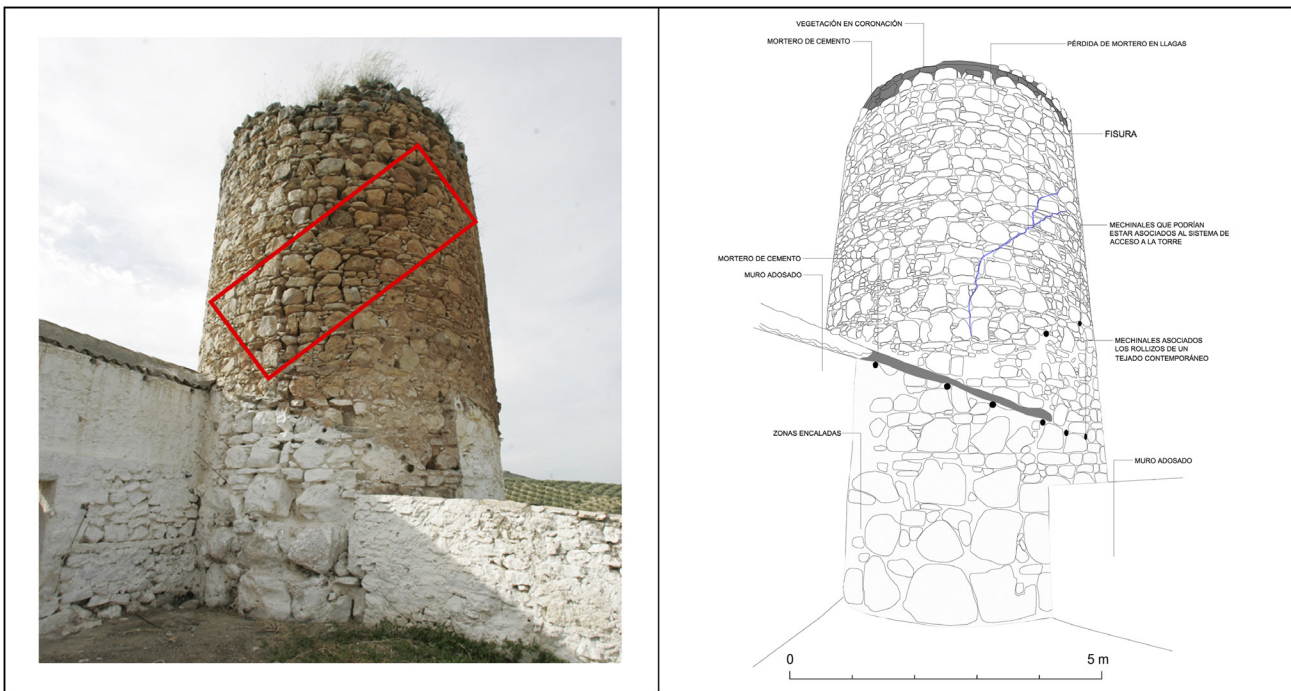 VEGETACIÓN EN CORONACIÓN
MORTERO DE CEMENTO
PÉRDIDA DE MORTERO EN LLAGAS
FISURA
MECHINALES QUE PODRÍAN
ESTAR ASOCIADOS AL SISTEMA DE
ACCESO A LA TORRE
MORTERO DE CEMENTO
MURO ADOSADO
MECHINALES ASOCIADOS
LOS ROLLIZOS DE UN
TEJADO CONTEMPORÁNEO
ZONAS ENCALADAS
MURO ADOSADO
0
5 m